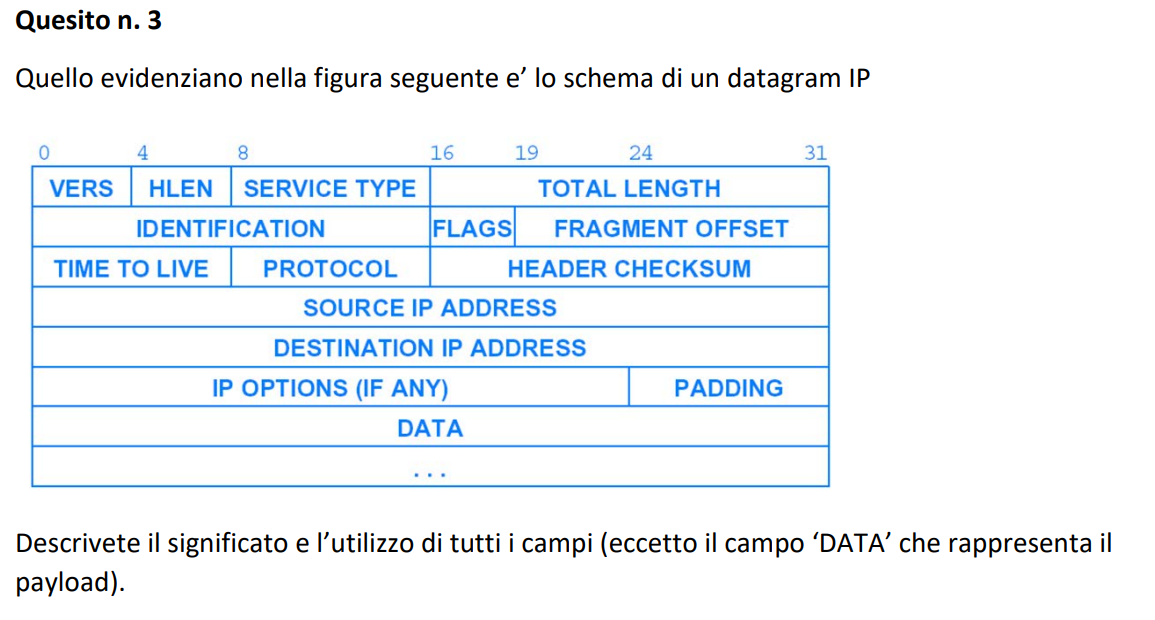 Quesito n. 3
Quello evidenziano nella figura seguente e’ lo schema di un datagram IP
0 4 8 16 19 24 31
VERS HLEN SERVICE TYPE TOTAL LENGTH
IDENTIFICATION FLAGS FRAGMENT OFFSET
TIME TO LIVE PROTOCOL HEADER CHECKSUM
SOURCE IP ADDRESS
DESTINATION IP ADDRESS
IP OPTIONS (IF ANY) PADDING
DATA
...
Descrivete il significato e l’utilizzo di tutti i campi (eccetto il campo ‘DATA’ che rappresenta il
payload).